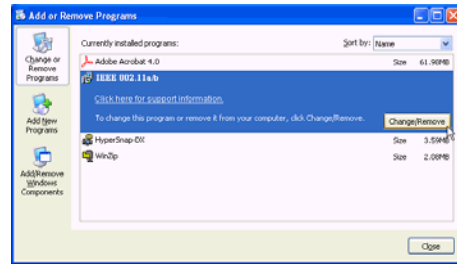 Add or Remove Programs
Currently installed programs:
Sort by: Name
Change or
Remove
Programs
Adobe Acrobat 4.0
Size 61.90MB
IEEE 802.11a/b
Click here for support information.
To change this program or remove it from your computer, click Change/Remove.
Change/Remove
Add New
Programs
HyperSnap-DX
Size 3.59MB
WinZip
Size 2.08MB
Add/Remove
Windows
Components
Close